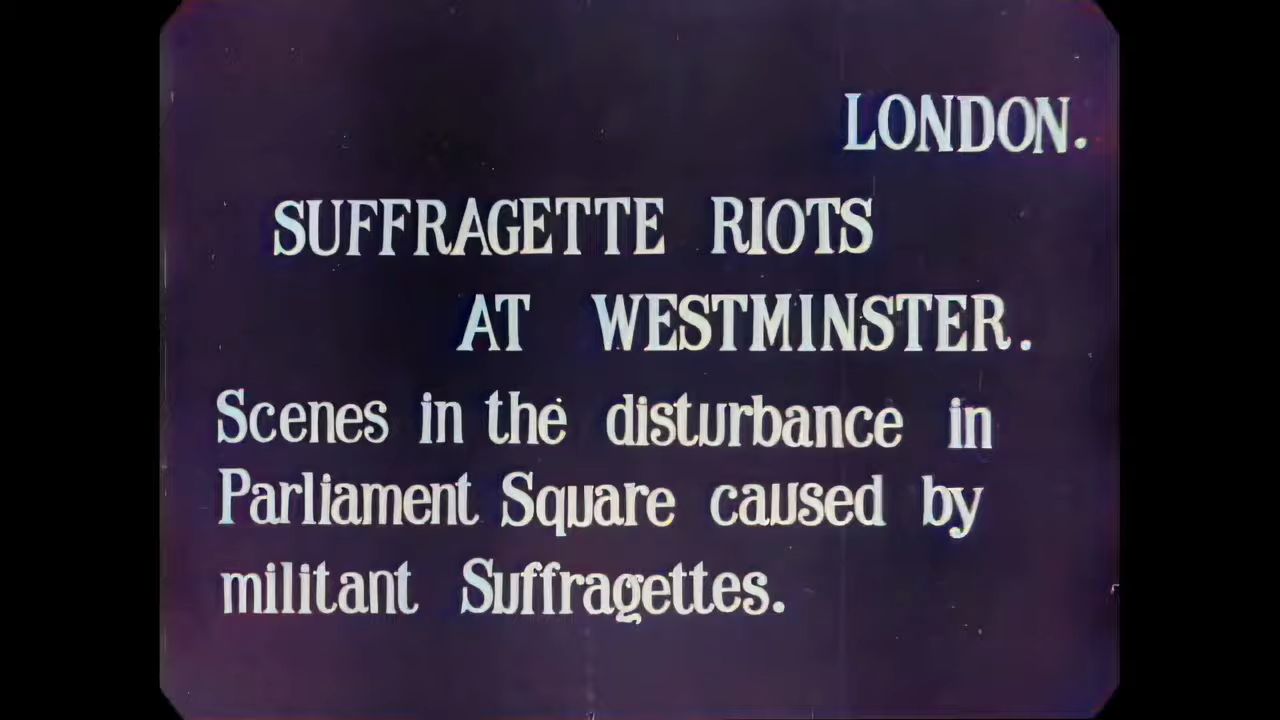 LONDON.
SUFFRAGETTE RIOTS
AT WESTMINSTER.
Scenes in the disturbance in
Parliament Square caused by
militant Suffragettes.